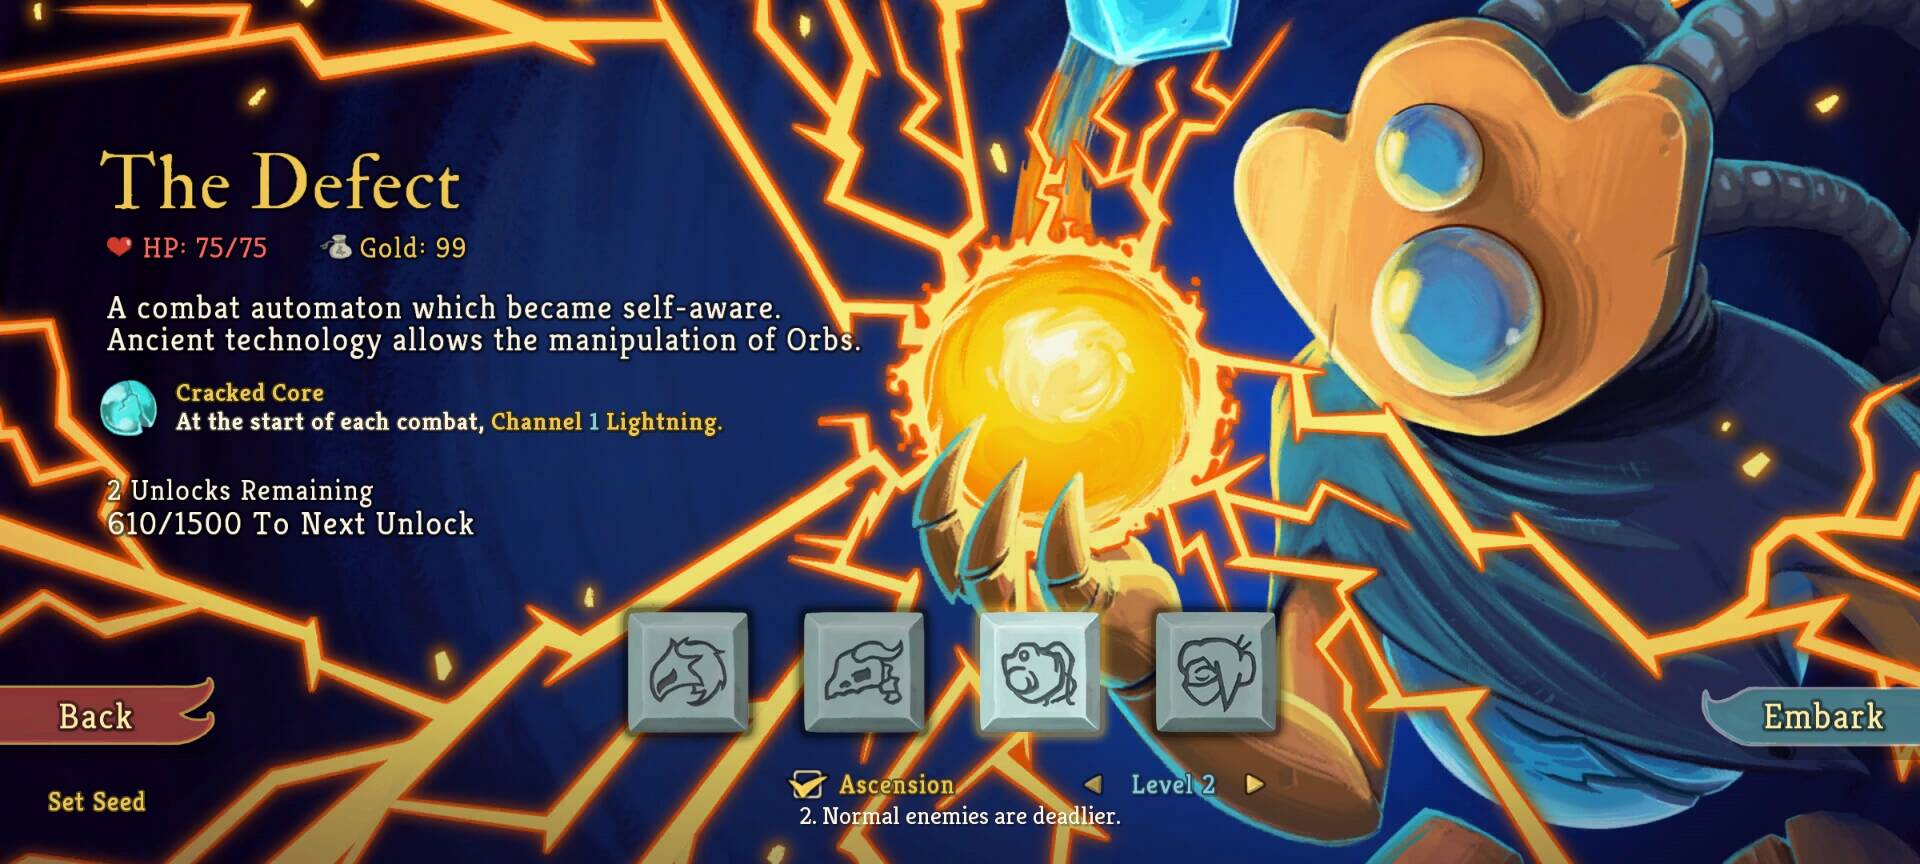 The Defect
HP: 75/75 Gold: 99
A combat automaton which became self-aware.
Ancient technology allows the manipulation of Orbs.
Cracked Core
At the start of each combat, Channel 1 Lightning.
2 Unlocks Remaining
610/1500 To Next Unlock
Back
Embark
Set Seed
Ascension Level 2
2. Normal enemies are deadlier.